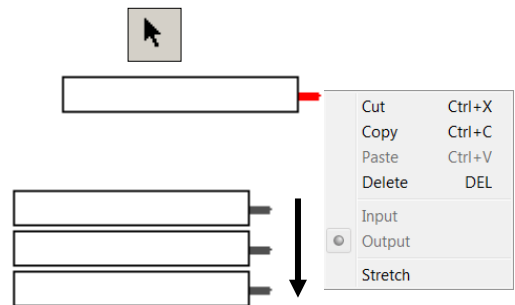 Cut Ctrl+X
Copy Ctrl+C
Paste Ctrl+V
Delete DEL
Input
Output
Stretch